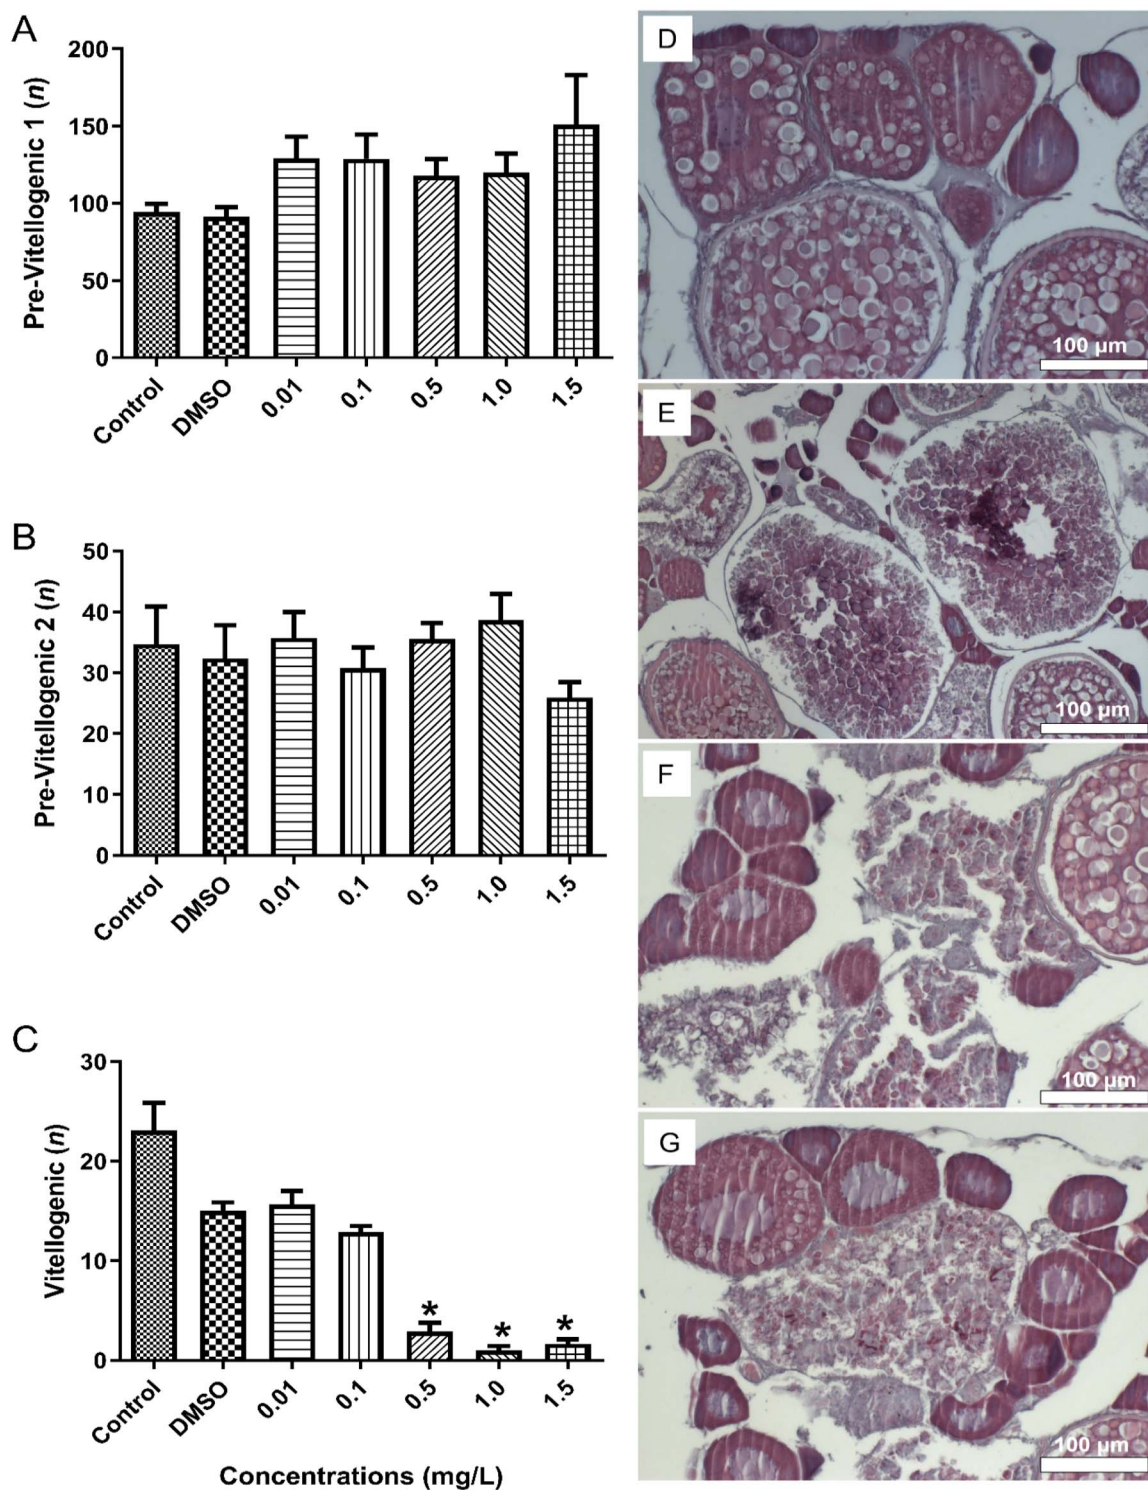 A
Pre-Vitellogenic 1 (n)
200
150
100
50
0
Control
DMSO
0.01
0.1
0.5
1.0
1.5
B
Pre-Vitellogenic 2 (n)
50
40
30
20
10
0
Control
DMSO
0.01
0.1
0.5
1.0
1.5
C
Vitellogenic (n)
30
20
10
0
*
*
*
Control
DMSO
0.01
0.1
0.5
1.0
1.5
Concentrations (mg/L)
D
100 µm
E
100 µm
F
100 µm
G
100 µm